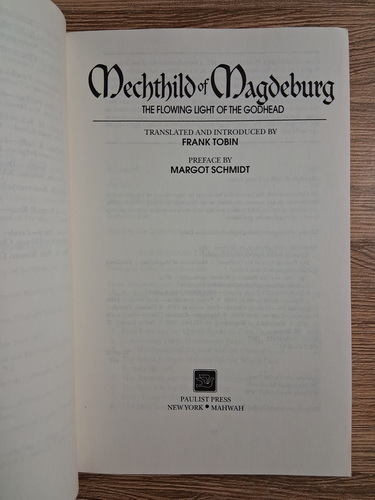 Mechthild of Magdeburg
THE FLOWING LIGHT OF THE GODHEAD
TRANSLATED AND INTRODUCED BY
FRANK TOBIN
PREFACE BY
MARGOT SCHMIDT
PAULIST PRESS
NEW YORK • MAHWAH